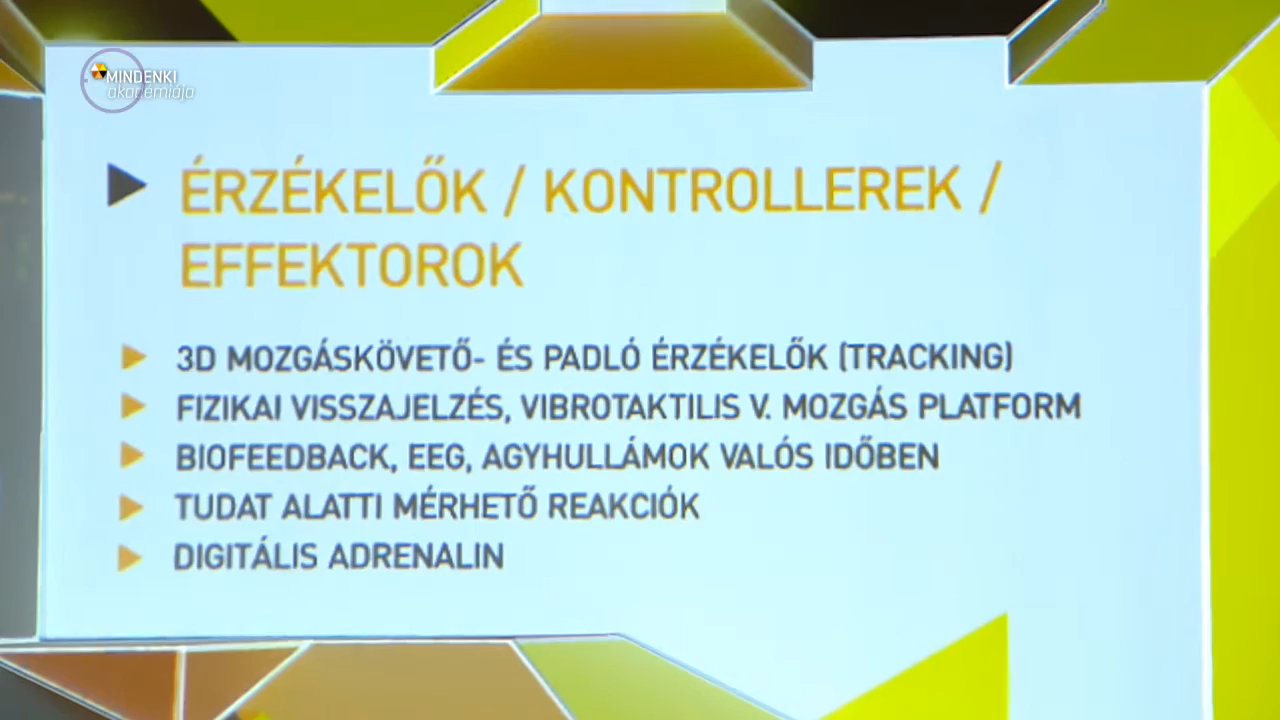 MINDENKI
akadémiája
ÉRZÉKELŐK / KONTROLLEREK /
EFFEKTOROK
3D MOZGÁSKÖVETŐ- ÉS PADLÓ ÉRZÉKELŐK (TRACKING)
FIZIKAI VISSZAJELZÉS, VIBROTAKTILIS V. MOZGÁS PLATFORM
BIOFEEDBACK, EEG, AGYHULLÁMOK VALÓS IDŐBEN
TUDAT ALATTI MÉRHETŐ REAKCIÓK
DIGITÁLIS ADRENALIN